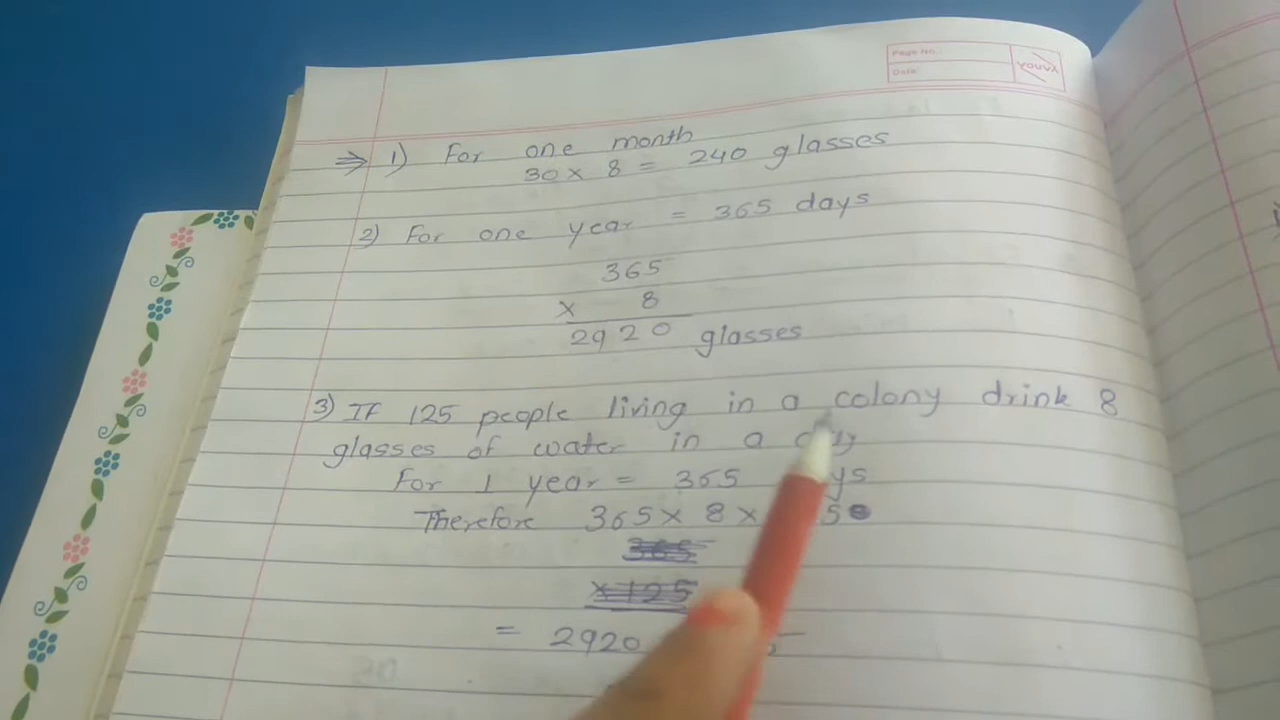 Page No.
Date
youva
⇒ 1) For one month
30 × 8 = 240 glasses
2) For one year = 365 days
365
× 8
2920 glasses
3) If 125 people living in a colony drink 8
glasses of water in a
For 1 year = 365
Therefore 365 × 8 ×
365
× 125
= 2920